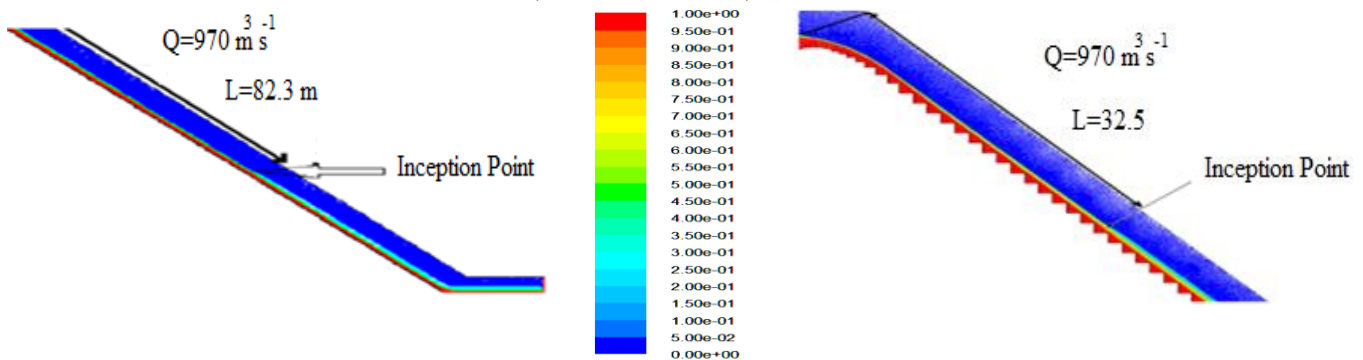 Q=970 m³ s⁻¹
L=82.3 m
Inception Point
1.00e+00
9.50e-01
9.00e-01
8.50e-01
8.00e-01
7.50e-01
7.00e-01
6.50e-01
6.00e-01
5.50e-01
5.00e-01
4.50e-01
4.00e-01
3.50e-01
3.00e-01
2.50e-01
2.00e-01
1.50e-01
1.00e-01
5.00e-02
0.00e+00
Q=970 m³ s⁻¹
L=32.5
Inception Point